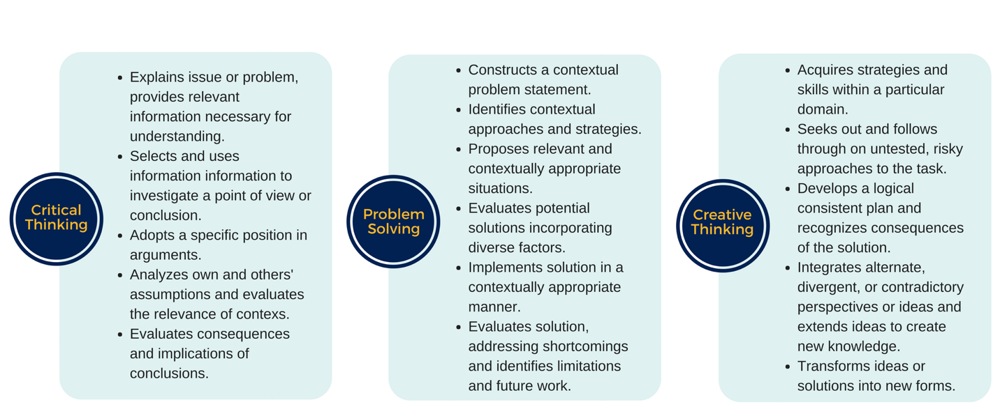 Critical
Thinking
• Explains issue or problem,
provides relevant
information necessary for
understanding.
• Selects and uses
information information to
investigate a point of view or
conclusion.
• Adopts a specific position in
arguments.
• Analyzes own and others'
assumptions and evaluates
the relevance of contexs.
• Evaluates consequences
and implications of
conclusions.
Problem
Solving
• Constructs a contextual
problem statement.
• Identifies contextual
approaches and strategies.
• Proposes relevant and
contextually appropriate
situations.
• Evaluates potential
solutions incorporating
diverse factors.
• Implements solution in a
contextually appropriate
manner.
• Evaluates solution,
addressing shortcomings
and identifies limitations
and future work.
Creative
Thinking
• Acquires strategies and
skills within a particular
domain.
• Seeks out and follows
through on untested, risky
approaches to the task.
• Develops a logical
consistent plan and
recognizes consequences
of the solution.
• Integrates alternate,
divergent, or contradictory
perspectives or ideas and
extends ideas to create
new knowledge.
• Transforms ideas or
solutions into new forms.